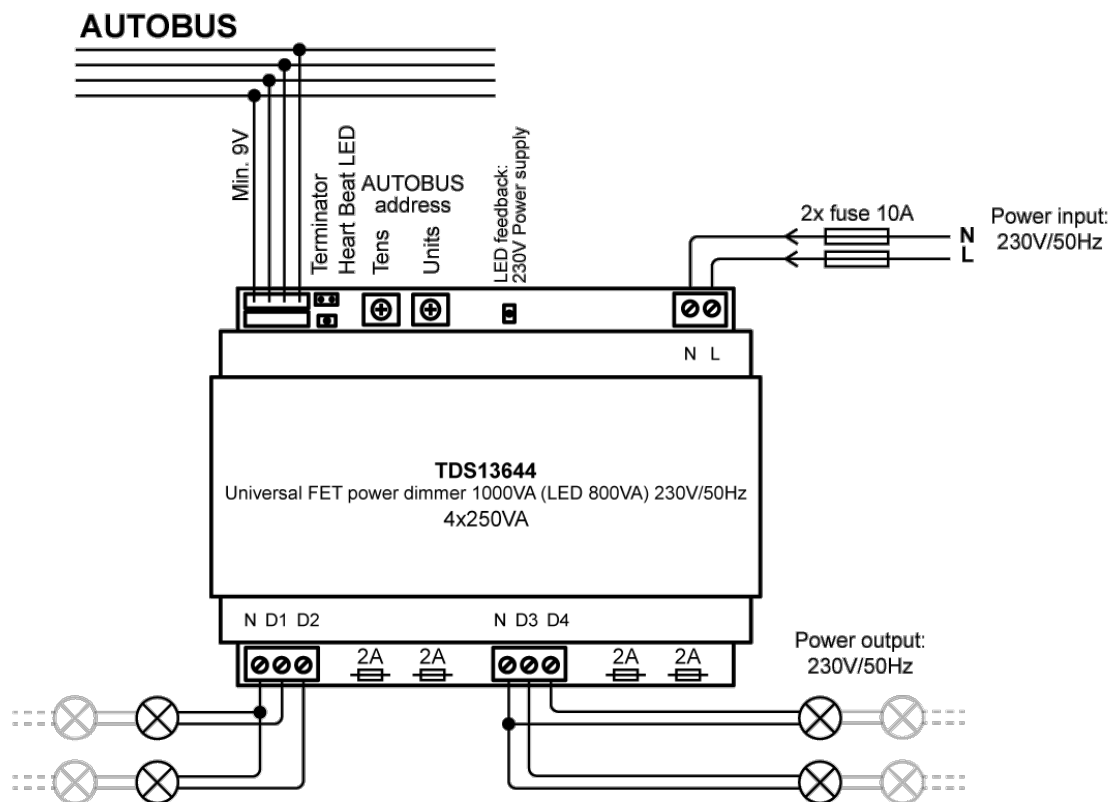 AUTOBUS
Min. 9V
Terminator
Heart Beat LED
AUTOBUS
address
Tens
Units
LED feedback:
230V Power supply
2x fuse 10A
Power input:
230V/50Hz
N
L
N L
TDS13644
Universal FET power dimmer 1000VA (LED 800VA) 230V/50Hz
4x250VA
N D1 D2
N D3 D4
2A
2A
2A
2A
Power output:
230V/50Hz